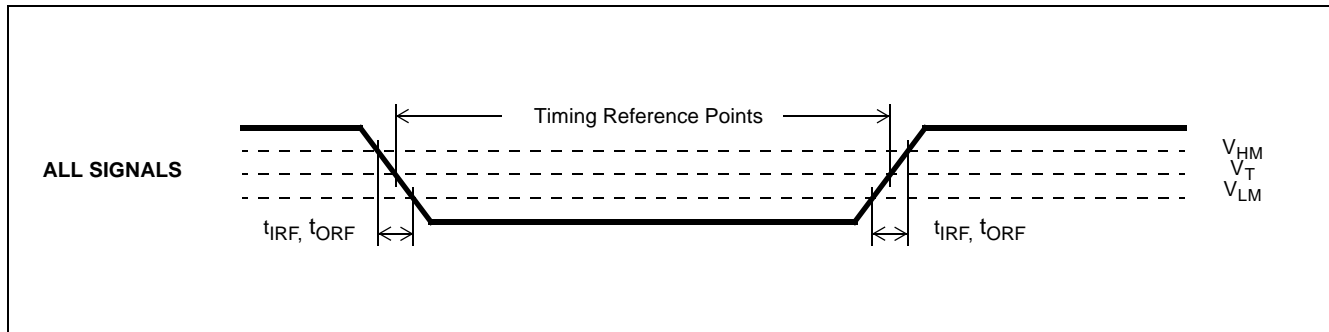 Timing Reference Points
V_HM
V_T
V_LM
ALL SIGNALS
t_IRF, t_ORF
t_IRF, t_ORF